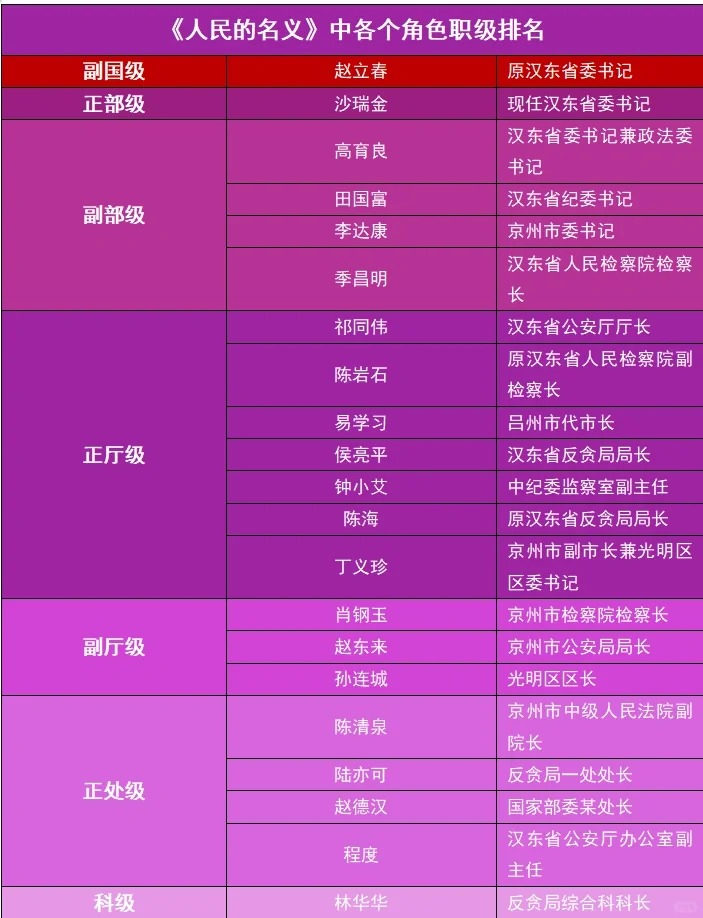 《人民的名义》中各个角色职级排名
副国级 赵立春 原汉东省委书记
正部级 沙瑞金 现任汉东省委书记
副部级
高育良 汉东省委书记兼政法委
书记
田国富 汉东省纪委书记
李达康 京州市委书记
季昌明 汉东省人民检察院检察
长
正厅级
祁同伟 汉东省公安厅厅长
陈岩石 原汉东省人民检察院副
检察长
易学习 吕州市代市长
侯亮平 汉东省反贪局局长
钟小艾 中纪委监察室副主任
陈海 原汉东省反贪局局长
丁义珍 京州市副市长兼光明区
区委书记
副厅级
肖钢玉 京州市检察院检察长
赵东来 京州市公安局局长
孙连城 光明区区长
正处级
陈清泉 京州市中级人民法院副
院长
陆亦可 反贪局一处处长
赵德汉 国家部委某处长
程度 汉东省公安厅办公室副
主任
科级 林华华 反贪局综合科科长